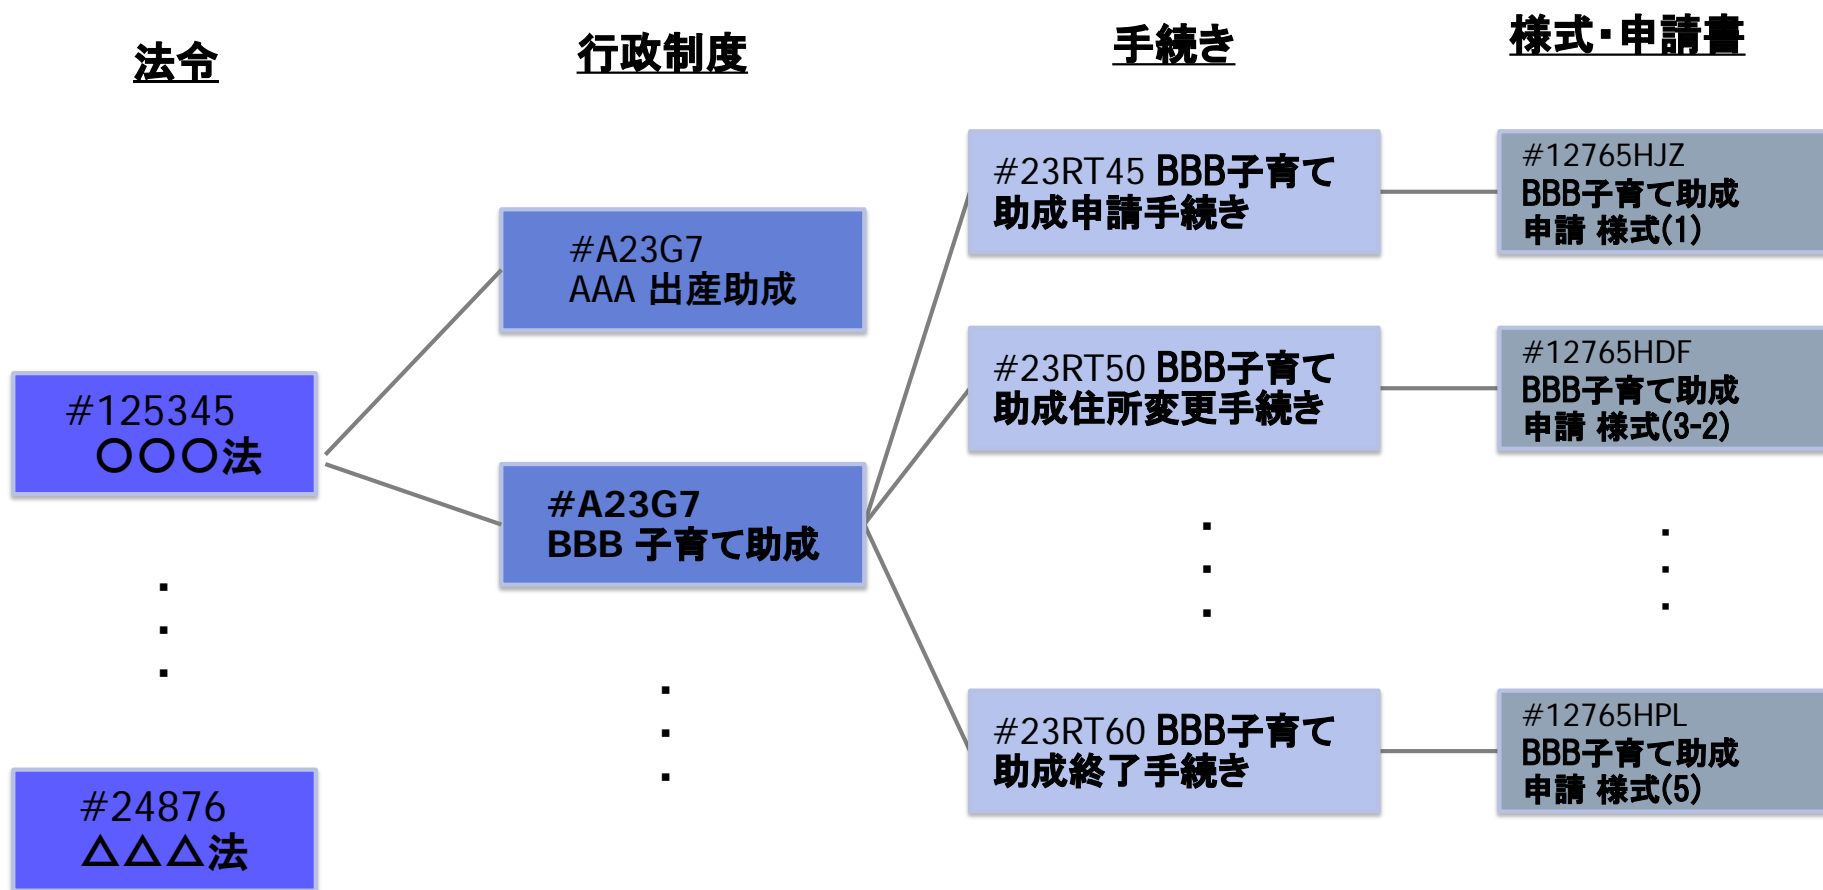 法令
行政制度
手続き
様式・申請書
#125345
〇〇〇法
#24876
△△△法
#A23G7
AAA 出産助成
#A23G7
BBB 子育て助成
#23RT45 BBB子育て
助成申請手続き
#23RT50 BBB子育て
助成住所変更手続き
#23RT60 BBB子育て
助成終了手続き
#12765HJZ
BBB子育て助成
申請 様式(1)
#12765HDF
BBB子育て助成
申請 様式(3-2)
#12765HPL
BBB子育て助成
申請 様式(5)